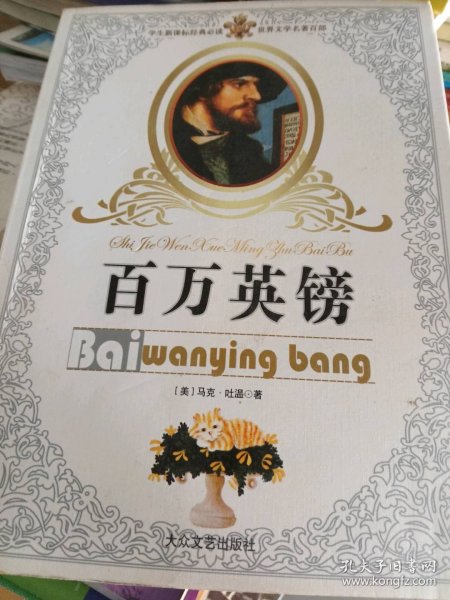 学生新课标经典必读 世界文学名著百部
Shi Jie Wen Xue Ming Zhu Bai Bu
百万英镑
Baiwanying bang
[美]马克·吐温⊙著
大众文艺出版社
孔夫子旧书网
www.kongfz.com